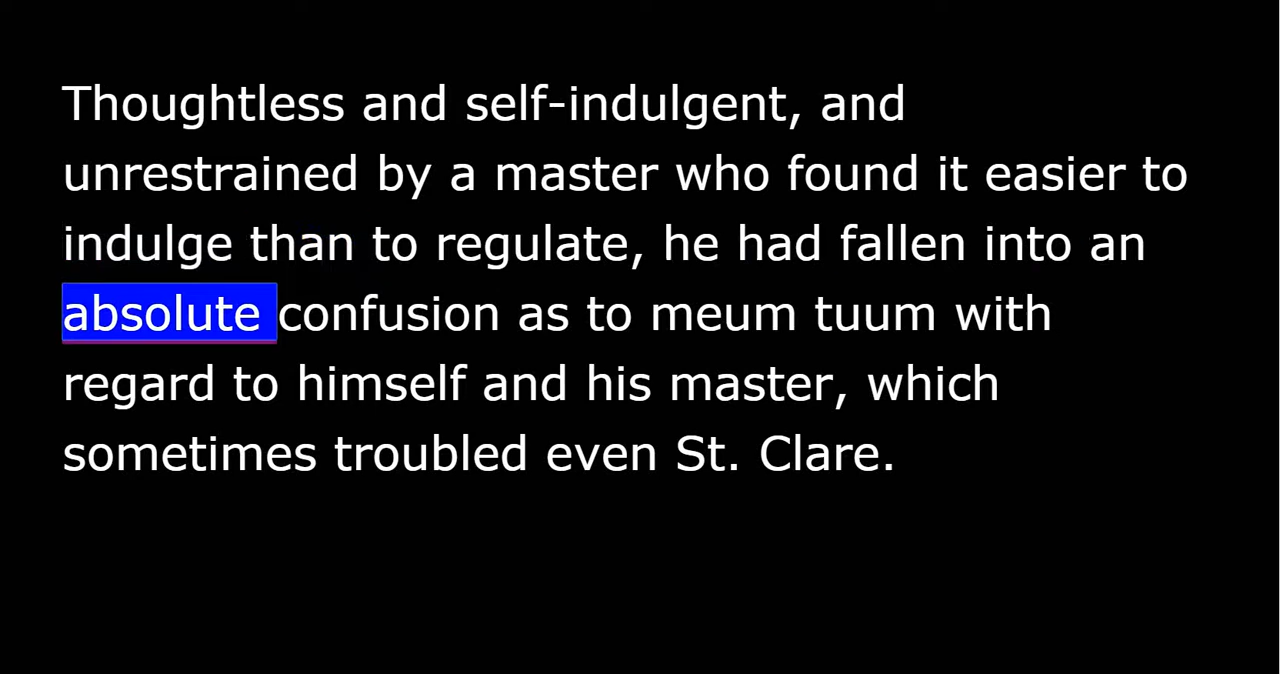 Thoughtless and self-indulgent, and
unrestrained by a master who found it easier to
indulge than to regulate, he had fallen into an
absolute confusion as to meum tuum with
regard to himself and his master, which
sometimes troubled even St. Clare.